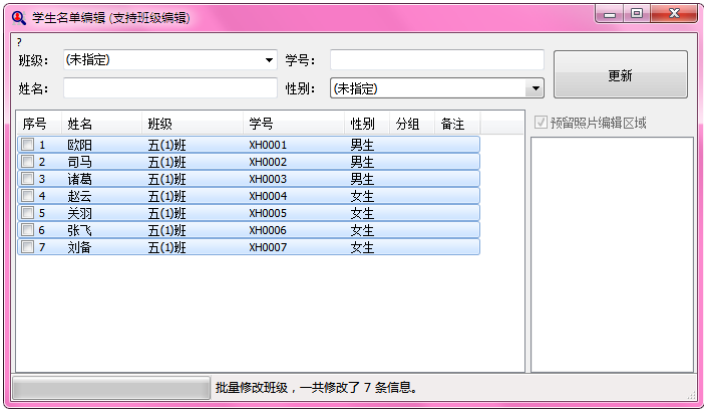 学生名单编辑 (支持班级编辑)
?
班级: (未指定) 学号:
更新
姓名: 性别: (未指定)
序号 姓名 班级 学号 性别 分组 备注
预留照片编辑区域
1 欧阳 五(1)班 XH0001 男生
2 司马 五(1)班 XH0002 男生
3 诸葛 五(1)班 XH0003 男生
4 赵云 五(1)班 XH0004 女生
5 关羽 五(1)班 XH0005 女生
6 张飞 五(1)班 XH0006 女生
7 刘备 五(1)班 XH0007 女生
批量修改班级，一共修改了 7 条信息。